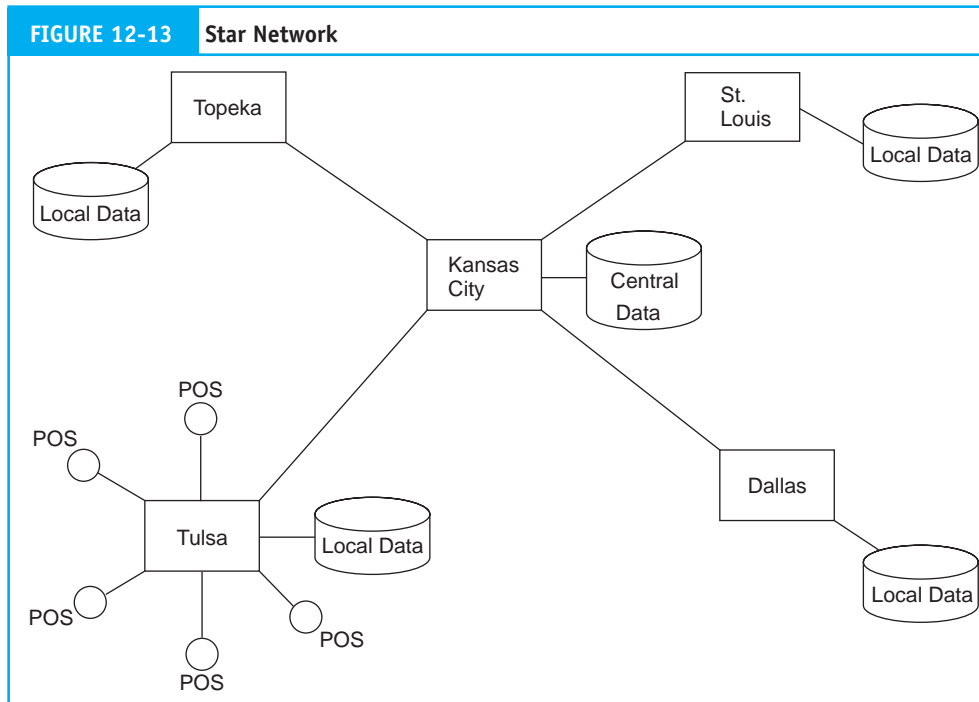 FIGURE 12-13 Star Network
Topeka
St.
Louis
Local Data
Local Data
Kansas
City
Central
Data
POS
POS
Dallas
Tulsa
Local Data
Local Data
POS
POS
POS